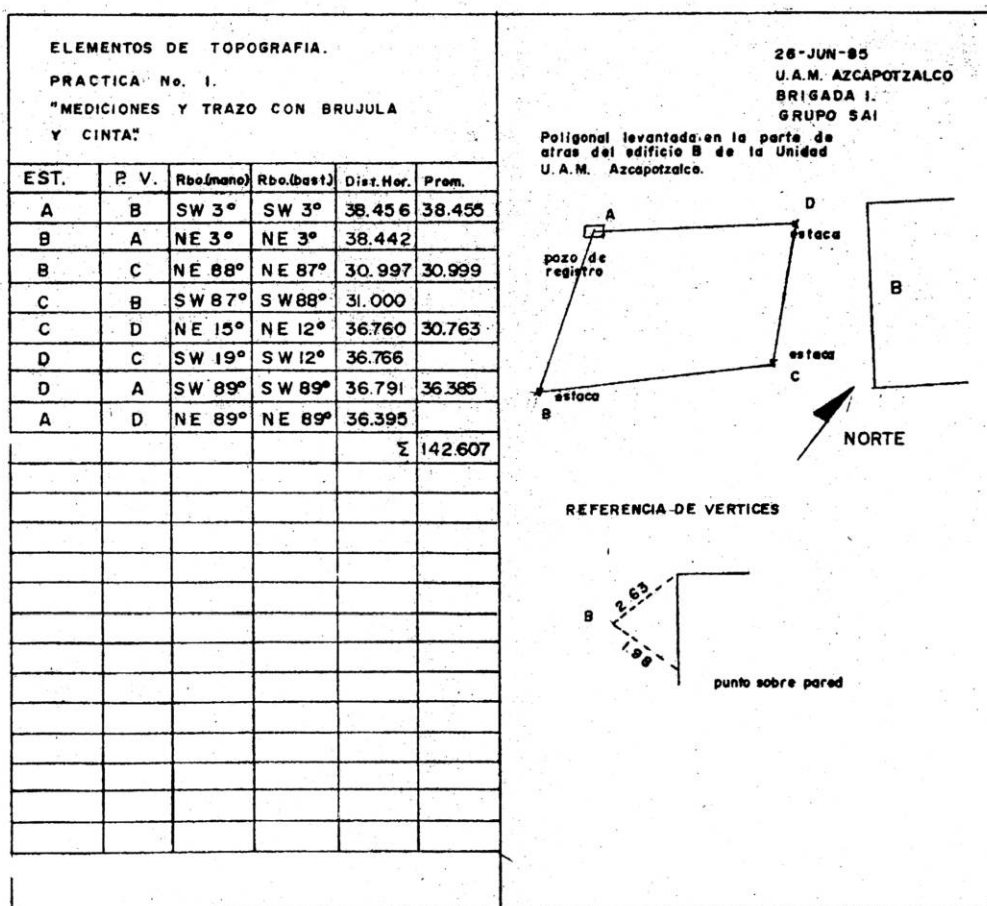 ELEMENTOS DE TOPOGRAFIA.
PRACTICA No. 1.
"MEDICIONES Y TRAZO CON BRUJULA
Y CINTA."
EST. P. V. Rbo.(mano) Rbo.(bast.) Dist. Hor. Prom.
A B SW 3° SW 3° 38.456 38.455
B A NE 3° NE 3° 38.442
B C NE 88° NE 87° 30.997 30.999
C B SW 87° SW 88° 31.000
C D NE 15° NE 12° 36.760 30.763
D C SW 19° SW 12° 36.766
D A SW 89° SW 89° 36.791 36.385
A D NE 89° NE 89° 36.395
Σ 142.607
26-JUN-85
U.A.M. AZCAPOTZALCO
BRIGADA I.
GRUPO SAI
Poligonal levantada en la parte de
atras del edificio B de la Unidad
U.A.M. Azcapotzalco.
A
D
estaca
pozo de
registro
B
estaca
C
B
estaca
NORTE
REFERENCIA DE VERTICES
2.63
B
1.98
punto sobre pared